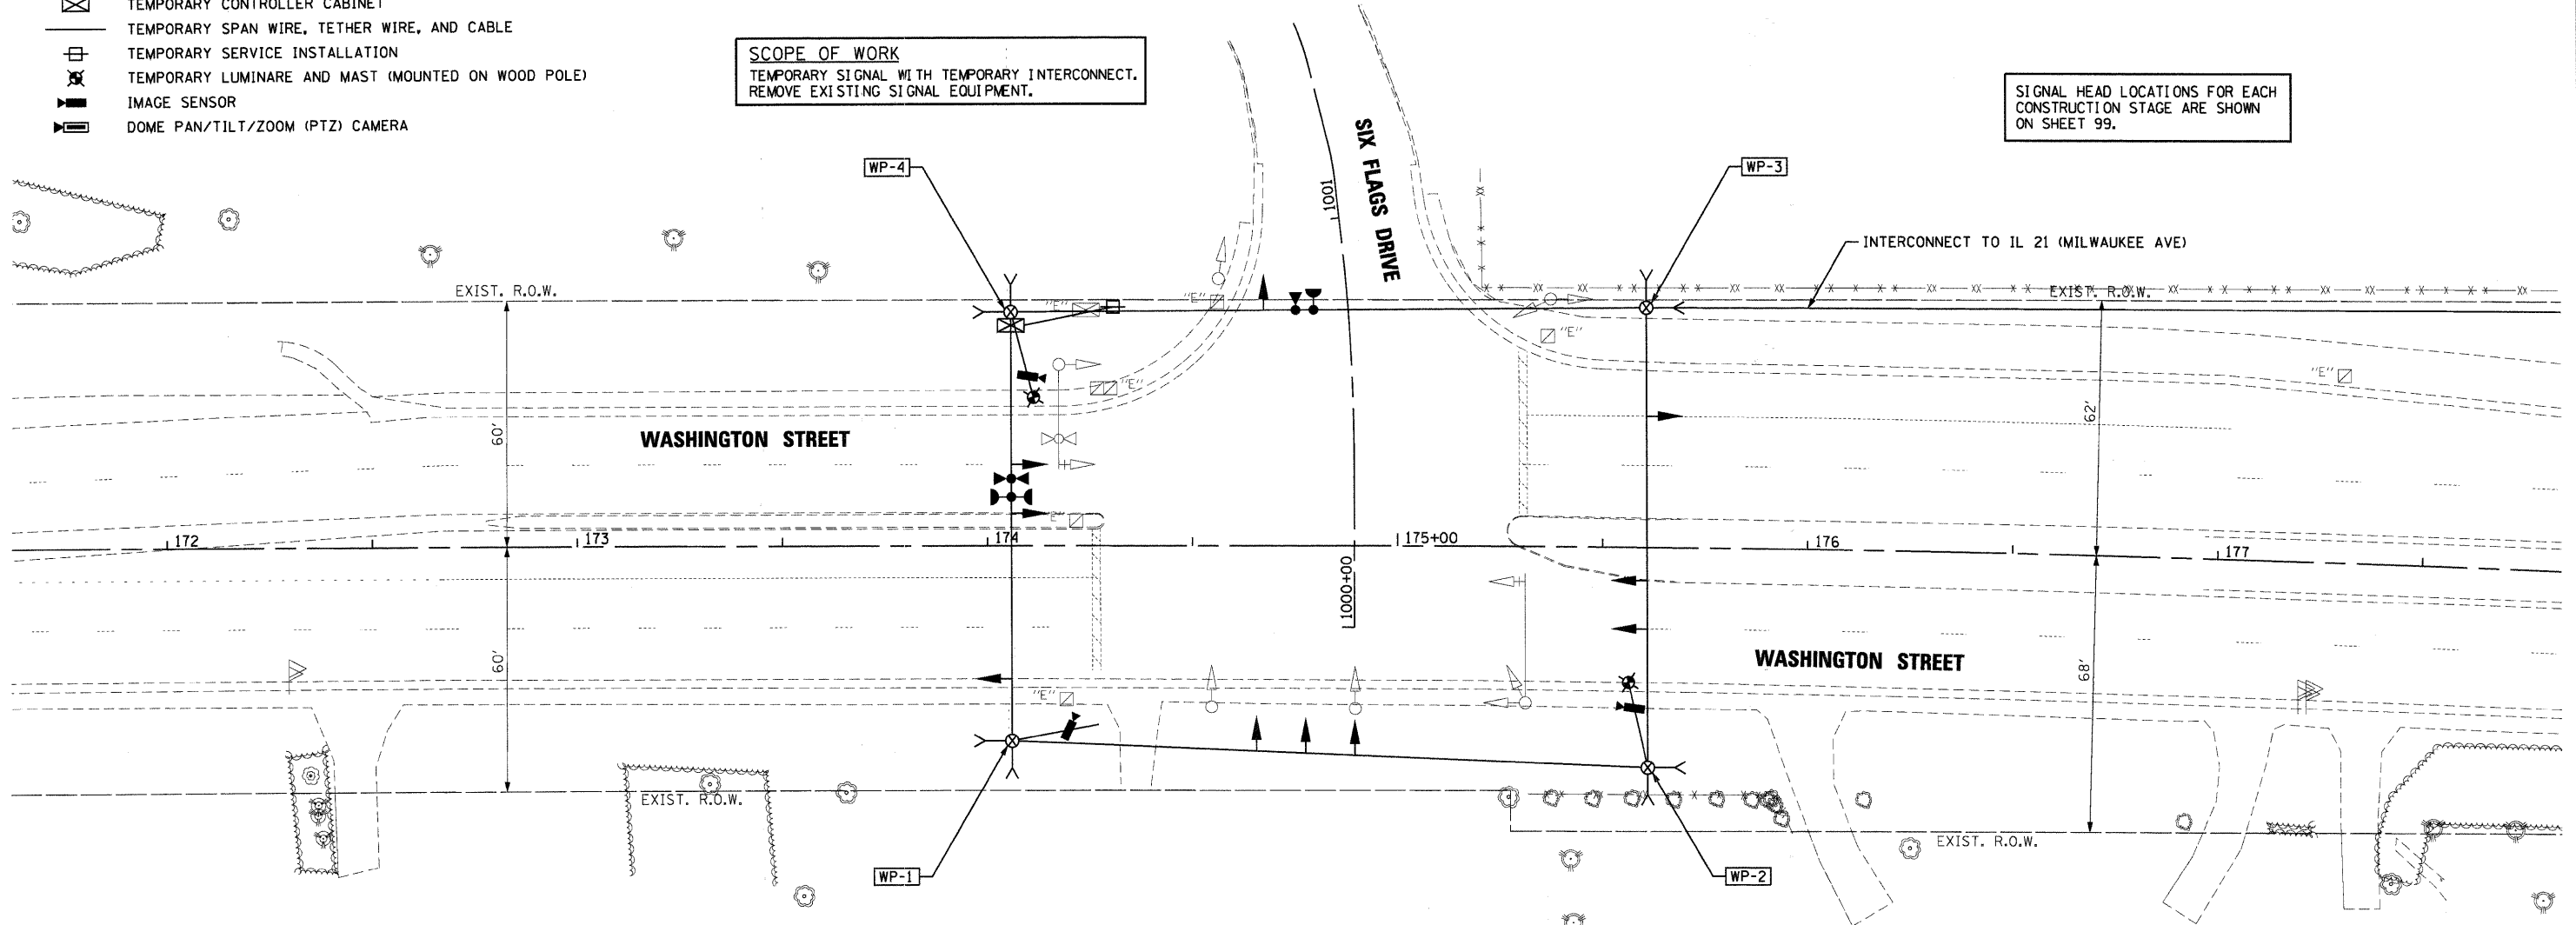 TEMPORARY CONTROLLER CABINET
TEMPORARY SPAN WIRE, TETHER WIRE, AND CABLE
TEMPORARY SERVICE INSTALLATION
TEMPORARY LUMINARE AND MAST (MOUNTED ON WOOD POLE)
IMAGE SENSOR
DOME PAN/TILT/ZOOM (PTZ) CAMERA
SCOPE OF WORK
TEMPORARY SIGNAL WITH TEMPORARY INTERCONNECT.
REMOVE EXISTING SIGNAL EQUIPMENT.
SIGNAL HEAD LOCATIONS FOR EACH
CONSTRUCTION STAGE ARE SHOWN
ON SHEET 99.
WP-4
WP-3
SIX FLAGS DRIVE
1001
INTERCONNECT TO IL 21 (MILWAUKEE AVE)
EXIST. R.O.W.
EXIST. R.O.W.
"E"
"E"
"E"
"E"
"E"
60'
62'
WASHINGTON STREET
"E"
172
173
174
175+00
176
177
1000+00
60'
68'
WASHINGTON STREET
"E"
EXIST. R.O.W.
EXIST. R.O.W.
WP-1
WP-2